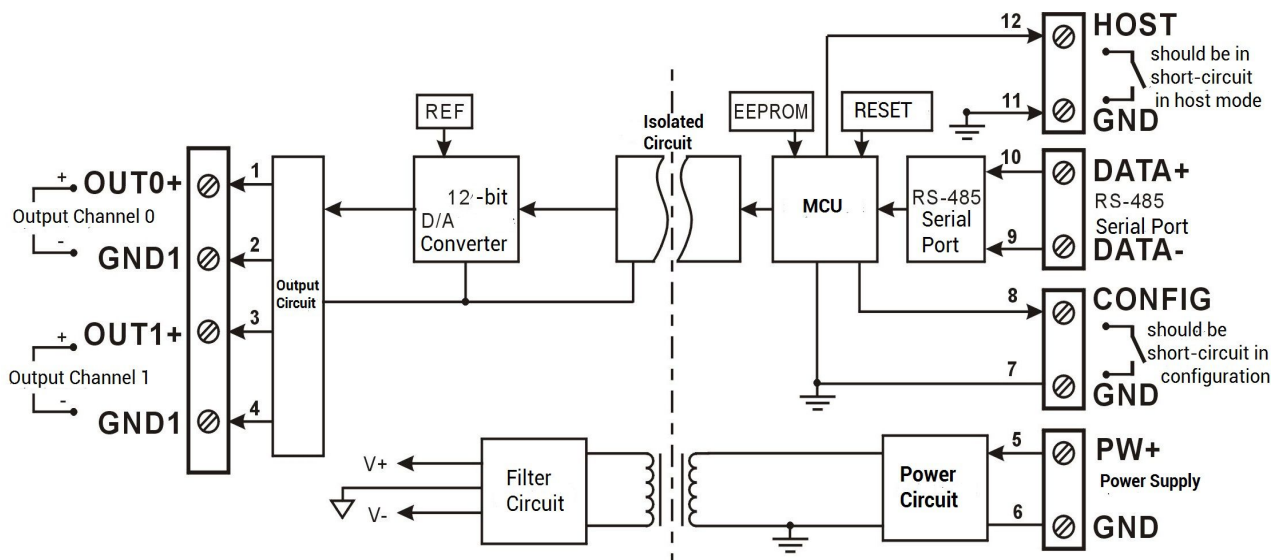 12
HOST
should be in
short-circuit
in host mode
11
GND
REF
Isolated
Circuit
EEPROM
RESET
1
OUT0+
+
Output Channel 0
-
2
GND1
12-bit
D/A
Converter
MCU
RS-485
Serial
Port
10
DATA+
RS-485
Serial Port
9
DATA-
Output
Circuit
3
OUT1+
+
Output Channel 1
-
4
GND1
8
CONFIG
should be
short-circuit in
configuration
7
GND
V+
V-
Filter
Circuit
Power
Circuit
5
PW+
Power Supply
6
GND